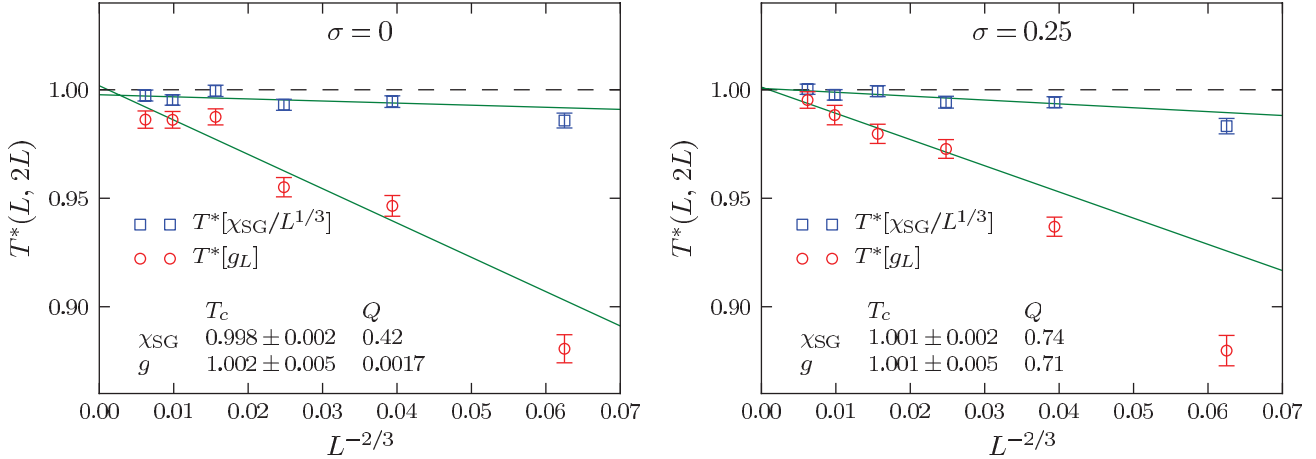 σ = 0
T*(L, 2L)
1.00
0.95
0.90
T*[χSG/L^{1/3}]
T*[g_L]
T_c Q
χSG 0.998 ± 0.002 0.42
g 1.002 ± 0.005 0.0017
0.00 0.01 0.02 0.03 0.04 0.05 0.06 0.07
L^{−2/3}
σ = 0.25
T*(L, 2L)
1.00
0.95
0.90
T*[χSG/L^{1/3}]
T*[g_L]
T_c Q
χSG 1.001 ± 0.002 0.74
g 1.001 ± 0.005 0.71
0.00 0.01 0.02 0.03 0.04 0.05 0.06 0.07
L^{−2/3}